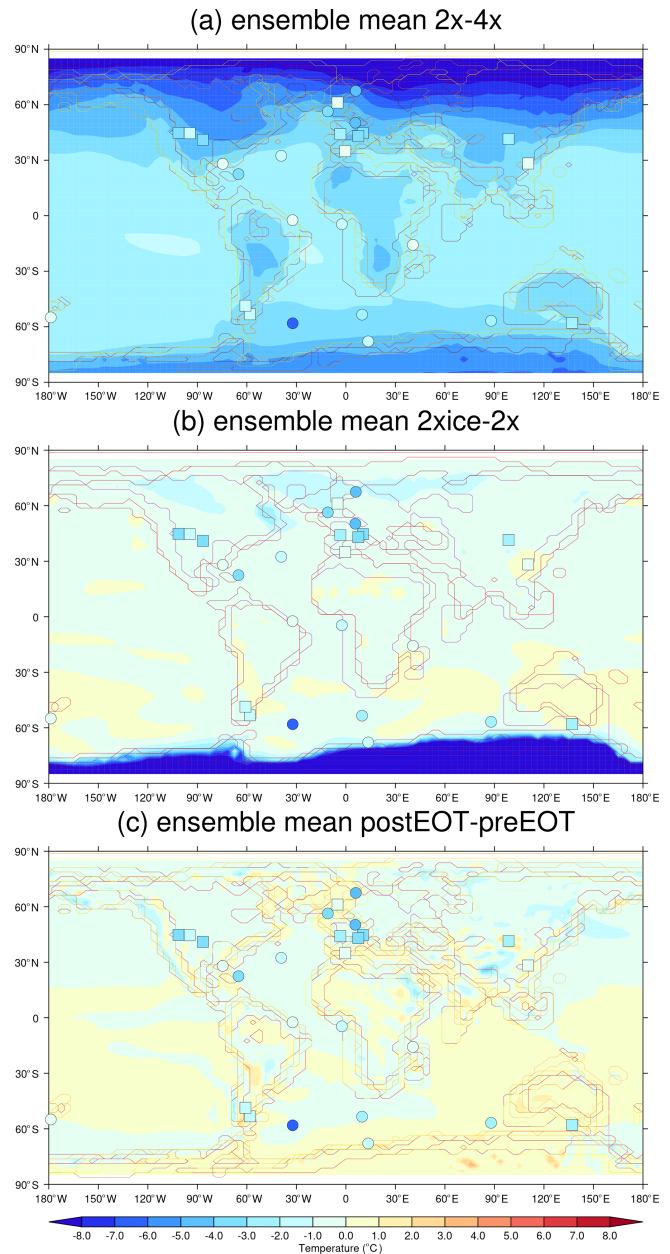 (a) ensemble mean 2x-4x
90°N
60°N
30°N
0
30°S
60°S
90°S
180°W 150°W 120°W 90°W 60°W 30°W 0 30°E 60°E 90°E 120°E 150°E 180°E
(b) ensemble mean 2xice-2x
90°N
60°N
30°N
0
30°S
60°S
90°S
180°W 150°W 120°W 90°W 60°W 30°W 0 30°E 60°E 90°E 120°E 150°E 180°E
(c) ensemble mean postEOT-preEOT
90°N
60°N
30°N
0
30°S
60°S
90°S
180°W 150°W 120°W 90°W 60°W 30°W 0 30°E 60°E 90°E 120°E 150°E 180°E
-8.0 -7.0 -6.0 -5.0 -4.0 -3.0 -2.0 -1.0 0.0 1.0 2.0 3.0 4.0 5.0 6.0 7.0 8.0
Temperature (°C)